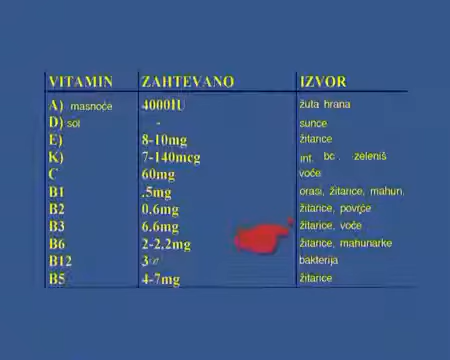 VITAMIN ZAHTEVANO IZVOR
A) masnoće 4000IU žuta hrana
D) sol - sunce
E) 8-10mg žitarice
K) 7-140mcg int. bc . zeleniš
C 60mg voće
B1 .5mg orasi, žitarice, mahun.
B2 0.6mg žitarice, povrće
B3 6.6mg žitarice, voće
B6 2-2.2mg žitarice, mahunarke
B12 3 bakterija
B5 4-7mg žitarice